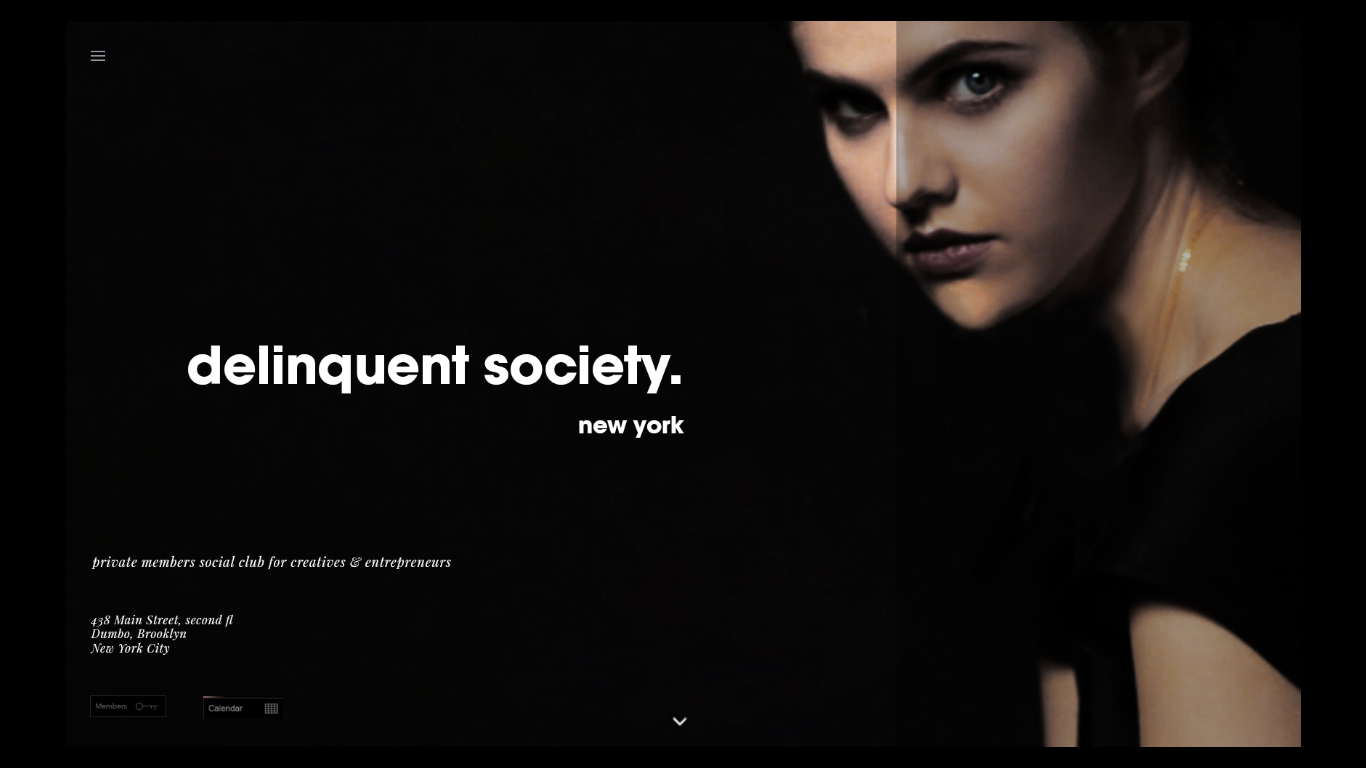 delinquent society.
new york
private members social club for creatives & entrepreneurs
438 Main Street, second fl
Dumbo, Brooklyn
New York City
Members
Calendar